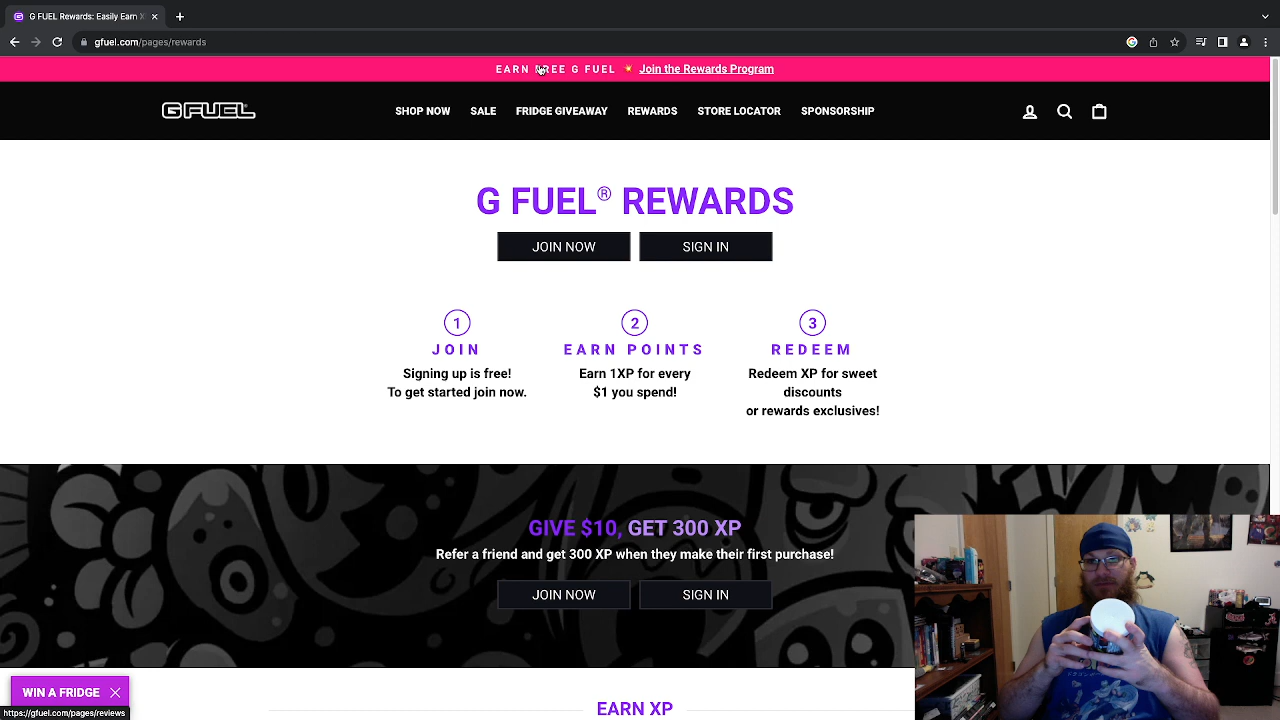 G FUEL Rewards: Easily Earn X
gfuel.com/pages/rewards
EARN FREE G FUEL 💥 Join the Rewards Program
G FUEL
SHOP NOW SALE FRIDGE GIVEAWAY REWARDS STORE LOCATOR SPONSORSHIP
G FUEL® REWARDS
JOIN NOW SIGN IN
1 2 3
JOIN EARN POINTS REDEEM
Signing up is free!
To get started join now.
Earn 1XP for every
$1 you spend!
Redeem XP for sweet
discounts
or rewards exclusives!
GIVE $10, GET 300 XP
Refer a friend and get 300 XP when they make their first purchase!
JOIN NOW SIGN IN
WIN A FRIDGE
https://gfuel.com/pages/reviews
EARN XP